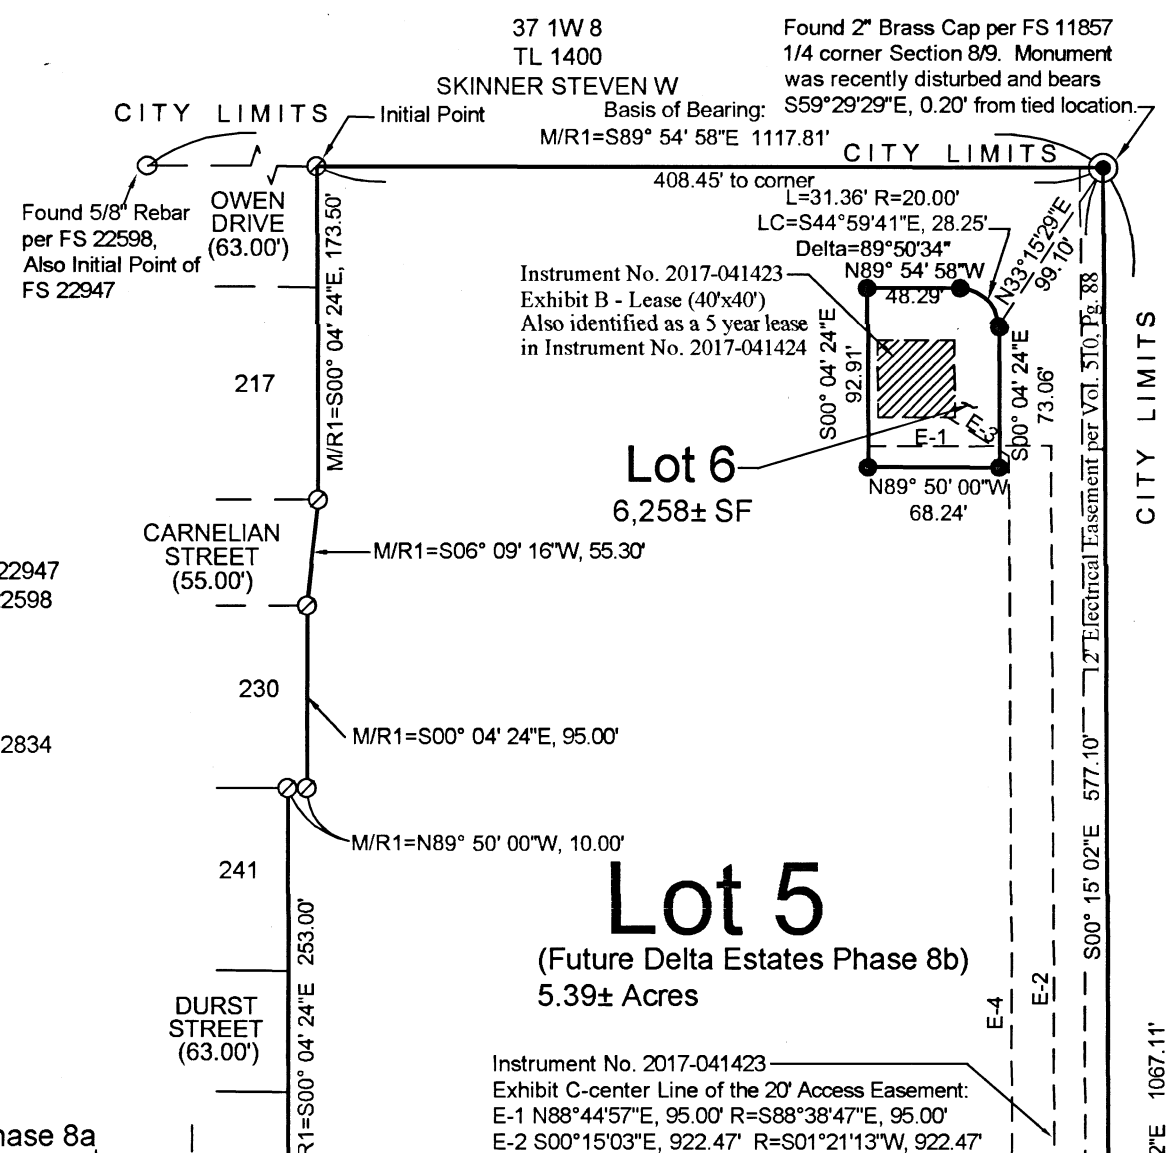 37 1W 8
TL 1400
SKINNER STEVEN W
Found 2" Brass Cap per FS 11857
1/4 corner Section 8/9. Monument
was recently disturbed and bears
S59°29'29"E, 0.20' from tied location.
CITY LIMITS
Initial Point
Basis of Bearing:
M/R1=S89° 54' 58"E 1117.81'
CITY LIMITS
408.45' to corner
Found 5/8" Rebar
per FS 22598,
Also Initial Point of
FS 22947
OWEN
DRIVE
(63.00')
M/R1=S00° 04' 24"E, 173.50'
L=31.36' R=20.00'
LC=S44°59'41"E, 28.25'
Delta=89°50'34"
N89° 54' 58"W
48.29'
N33°15'29"E
99.10'
Instrument No. 2017-041423
Exhibit B - Lease (40'x40')
Also identified as a 5 year lease
in Instrument No. 2017-041424
S00° 04' 24"E
92.91'
S00° 04' 24"E
73.06'
12' Electrical Easement per Vol. 510, Pg. 88
CITY LIMITS
217
E-1
E-3
Lot 6
6,258± SF
N89° 50' 00"W
68.24'
CARNELIAN
STREET
(55.00')
M/R1=S06° 09' 16"W, 55.30'
22947
2598
230
M/R1=S00° 04' 24"E, 95.00'
2834
M/R1=N89° 50' 00"W, 10.00'
241
S00° 15' 02"E 577.10'
Lot 5
(Future Delta Estates Phase 8b)
5.39± Acres
R1=S00° 04' 24"E 253.00'
DURST
STREET
(63.00')
E-4
E-2
Instrument No. 2017-041423
Exhibit C-center Line of the 20' Access Easement:
E-1 N88°44'57"E, 95.00' R=S88°38'47"E, 95.00'
E-2 S00°15'03"E, 922.47' R=S01°21'13"W, 922.47'
2"E 1067.11'
hase 8a